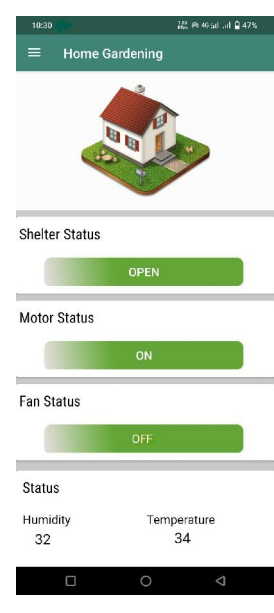 10:30 4G 47%
Home Gardening
Shelter Status
OPEN
Motor Status
ON
Fan Status
OFF
Status
Humidity Temperature
32 34